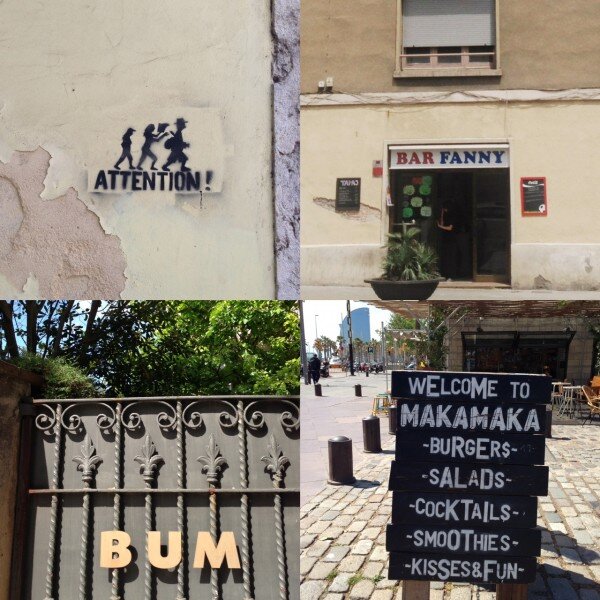 ATTENTION!
BAR FANNY
TAPAS
BUM
WELCOME TO
MAKAMAKA
-BURGERS-
-SALADS-
-COCKTAILS-
-SMOOTHIES-
-KISSES&FUN-